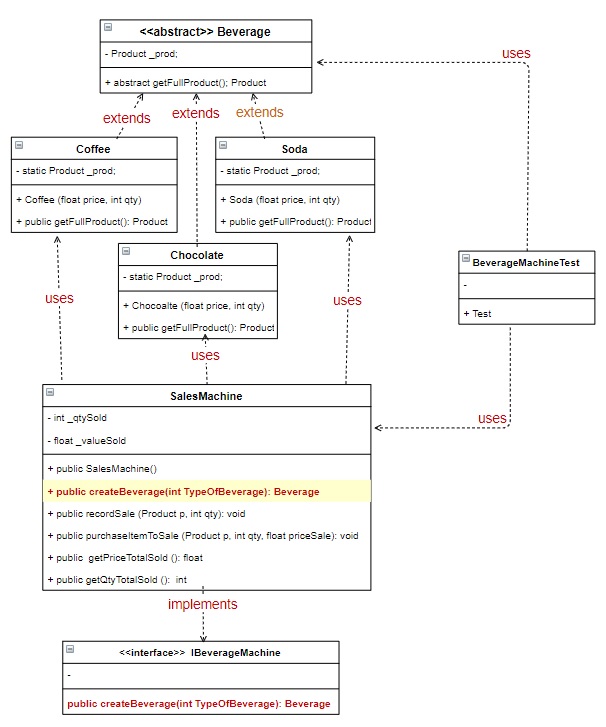 <<abstract>> Beverage
- Product _prod;
+ abstract getFullProduct(); Product
uses
extends
extends
extends
Coffee
- static Product _prod;
+ Coffee (float price, int qty)
+ public getFullProduct(): Product
Soda
- static Product _prod;
+ Soda (float price, int qty)
+ public getFullProduct(): Product
Chocolate
- static Product _prod;
+ Chocoalte (float price, int qty)
+ public getFullProduct(): Product
BeverageMachineTest
-
+ Test
uses
uses
uses
uses
SalesMachine
- int _qtySold
- float _valueSold
+ public SalesMachine()
+ public createBeverage(int TypeOfBeverage): Beverage
+ public recordSale (Product p, int qty): void
+ public purchaseItemToSale (Product p, int qty, float priceSale): void
+ public getPriceTotalSold (): float
+ public getQtyTotalSold (): int
implements
<<interface>> IBeverageMachine
-
public createBeverage(int TypeOfBeverage): Beverage